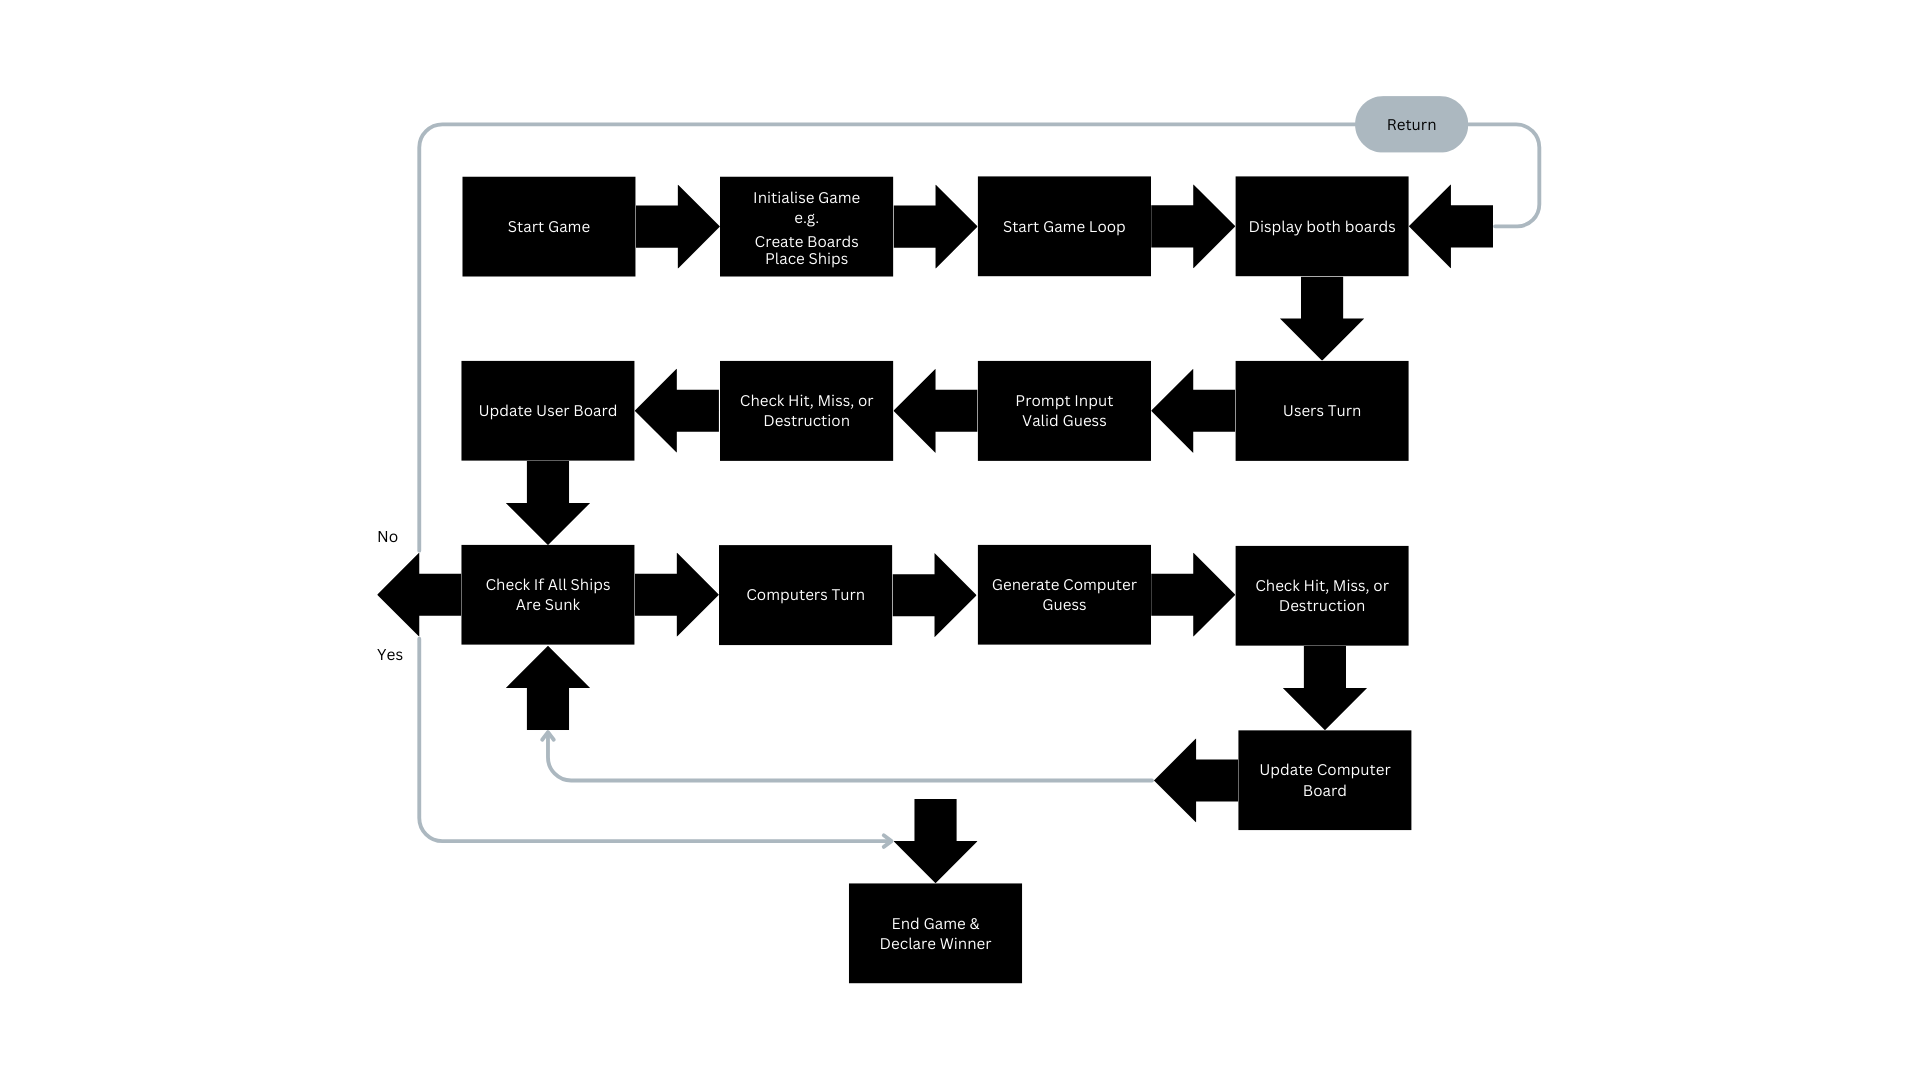 Return
Start Game
Initialise Game
e.g.
Create Boards
Place Ships
Start Game Loop
Display both boards
Update User Board
Check Hit, Miss, or
Destruction
Prompt Input
Valid Guess
Users Turn
No
Check If All Ships
Are Sunk
Computers Turn
Generate Computer
Guess
Check Hit, Miss, or
Destruction
Yes
Update Computer
Board
End Game &
Declare Winner